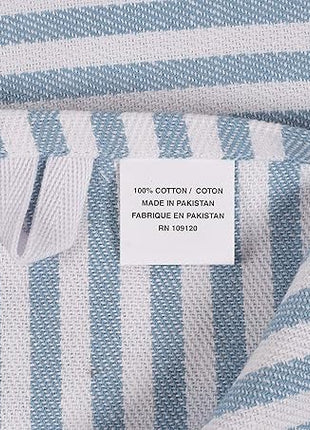 100% COTTON / COTON
MADE IN PAKISTAN
FABRIQUE EN PAKISTAN
RN 109120